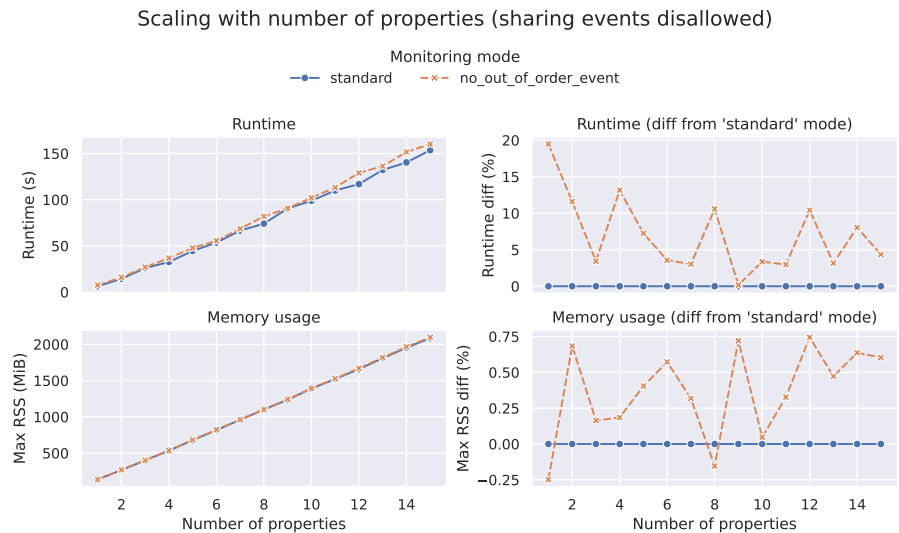 Scaling with number of properties (sharing events disallowed)
Monitoring mode
standard no_out_of_order_event
Runtime
Runtime (s)
150
100
50
0
Runtime (diff from 'standard' mode)
Runtime diff (%)
20
15
10
5
0
Memory usage
Max RSS (MiB)
2000
1500
1000
500
2 4 6 8 10 12 14
Number of properties
Memory usage (diff from 'standard' mode)
Max RSS diff (%)
0.75
0.50
0.25
0.00
−0.25
2 4 6 8 10 12 14
Number of properties